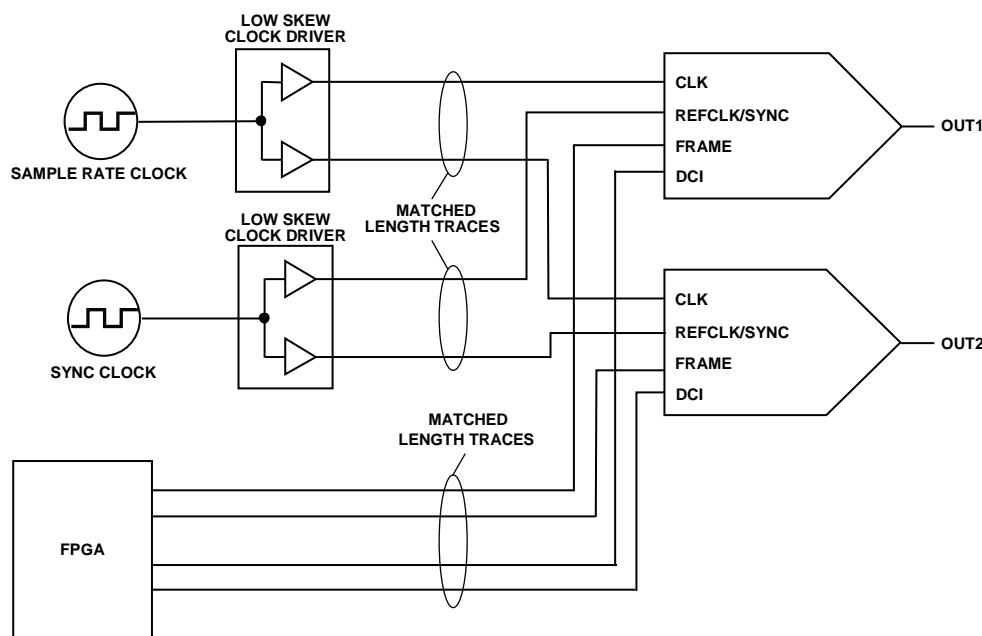 LOW SKEW
CLOCK DRIVER
SAMPLE RATE CLOCK
LOW SKEW
CLOCK DRIVER
SYNC CLOCK
MATCHED
LENGTH TRACES
MATCHED
LENGTH TRACES
FPGA
CLK
REFCLK/SYNC
FRAME
DCI
OUT1
CLK
REFCLK/SYNC
FRAME
DCI
OUT2